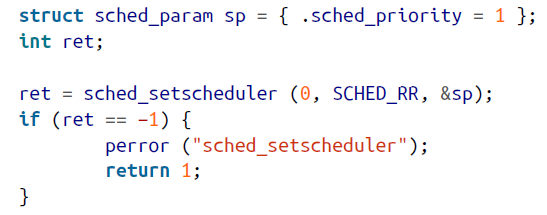 struct sched_param sp = { .sched_priority = 1 };
int ret;

ret = sched_setscheduler (0, SCHED_RR, &sp);
if (ret == -1) {
        perror ("sched_setscheduler");
        return 1;
}